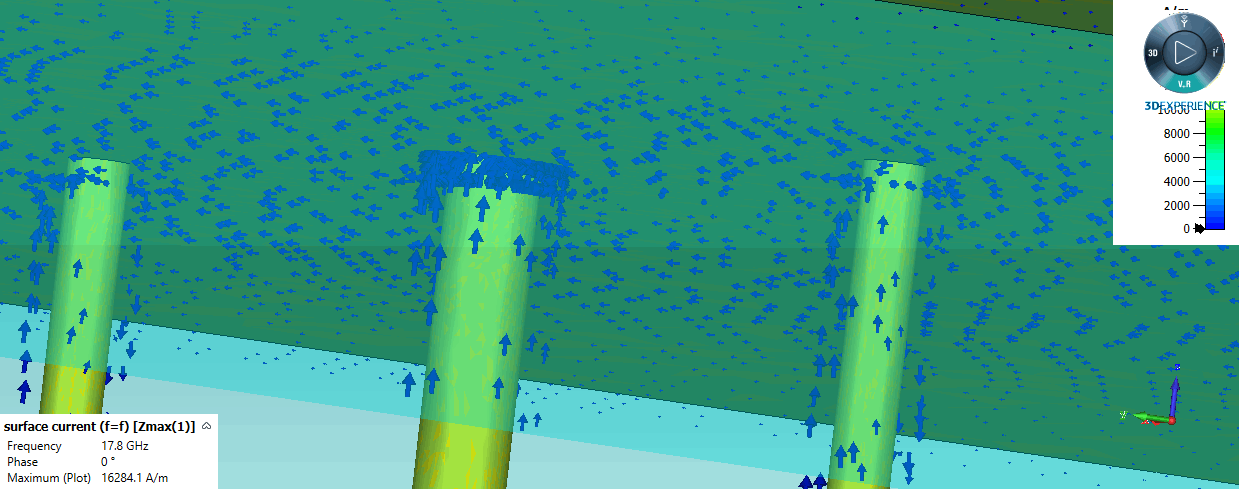 A/m
3D
V.R
3DEXPERIENCE
10000
8000
6000
4000
2000
0
z
y
surface current (f=f) [Zmax(1)]
Frequency 17.8 GHz
Phase 0 °
Maximum (Plot) 16284.1 A/m